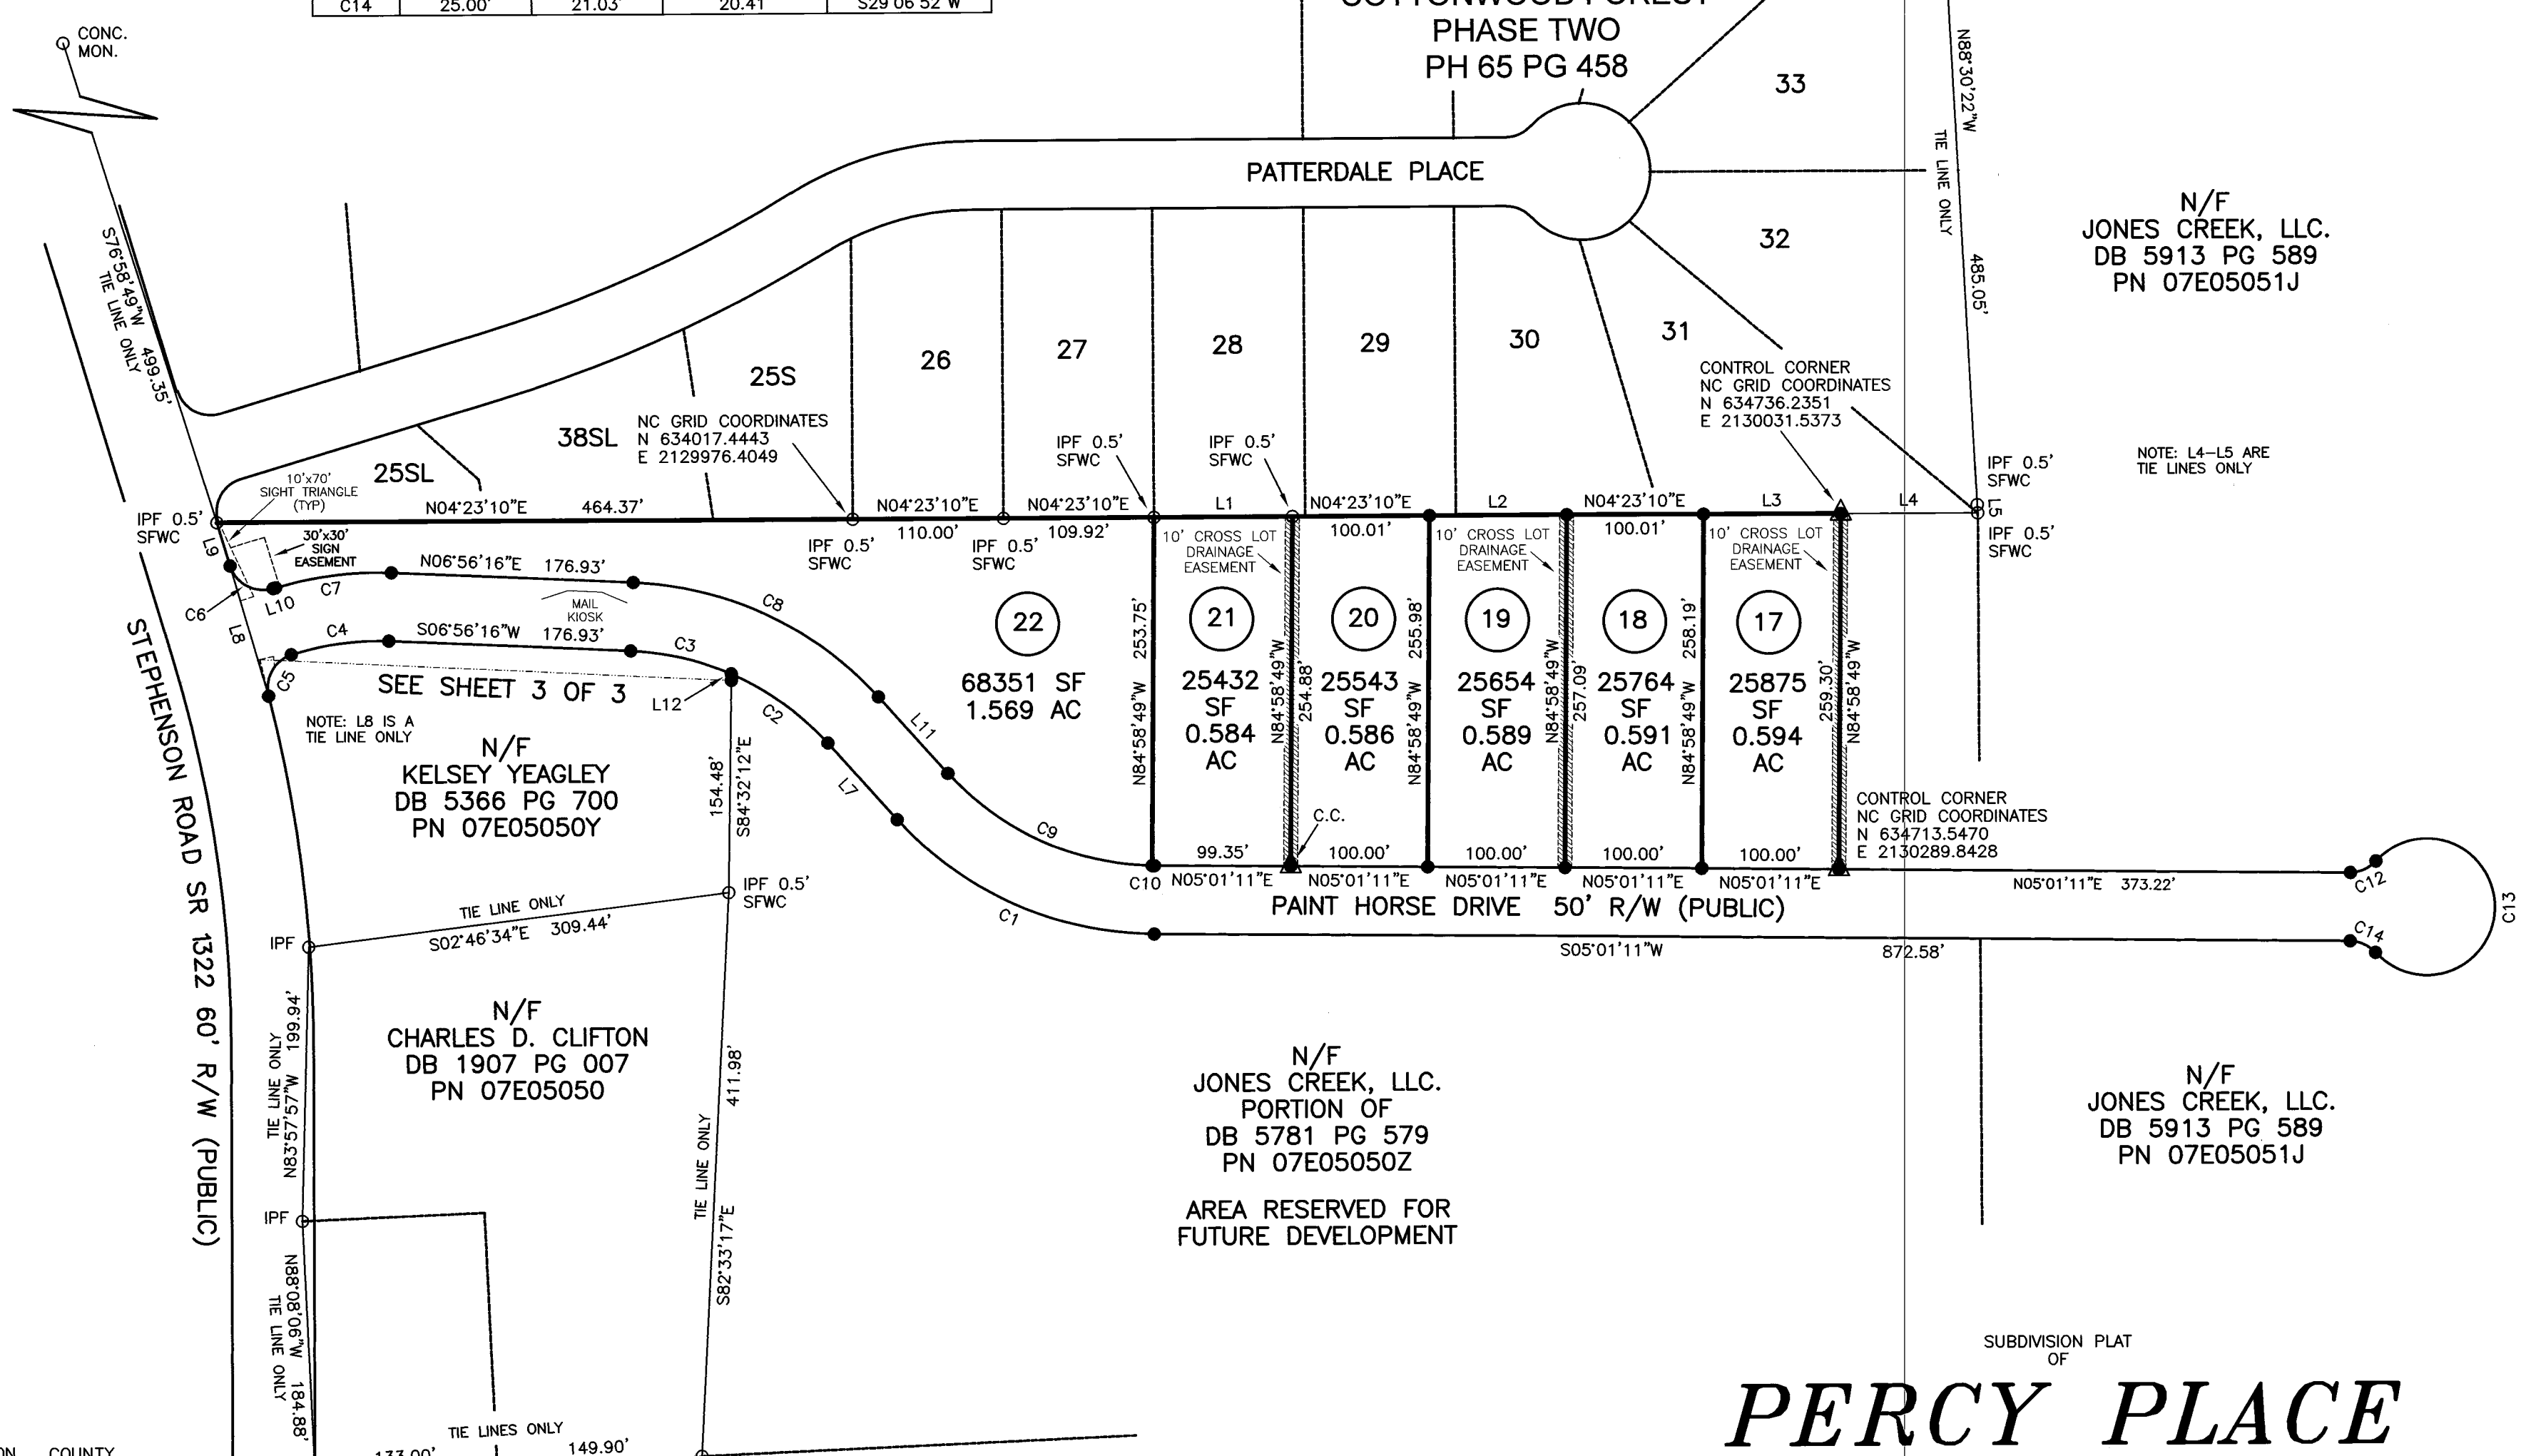 C14 25.00' 21.03' 20.41' S29°06'52"W
COTTONWOOD FOREST
PHASE TWO
PH 65 PG 458
CONC.
MON.
33
N88°30'22"W
TIE LINE ONLY
485.05'
PATTERDALE PLACE
N/F
JONES CREEK, LLC.
DB 5913 PG 589
PN 07E05051J
32
31
30
29
28
27
26
25S
38SL
25SL
S76°58'49"W
TIE LINE ONLY
499.35'
CONTROL CORNER
NC GRID COORDINATES
N 634736.2351
E 2130031.5373
NC GRID COORDINATES
N 634017.4443
E 2129976.4049
IPF 0.5'
SFWC
IPF 0.5'
SFWC
IPF 0.5'
SFWC
NOTE: L4-L5 ARE
TIE LINES ONLY
10'x70'
SIGHT TRIANGLE
(TYP)
IPF 0.5'
SFWC
N04°23'10"E 464.37'
N04°23'10"E
110.00'
N04°23'10"E
109.92'
L1
N04°23'10"E
100.01'
L2
N04°23'10"E
100.01'
L3
L4
L5
IPF 0.5'
SFWC
IPF 0.5'
SFWC
IPF 0.5'
SFWC
30'x30'
SIGN
EASEMENT
L9
C6
L10
C7
N06°56'16"E 176.93'
C8
MAIL
KIOSK
10' CROSS LOT
DRAINAGE
EASEMENT
10' CROSS LOT
DRAINAGE
EASEMENT
10' CROSS LOT
DRAINAGE
EASEMENT
L8
C4
S06°56'16"W 176.93'
C3
C5
SEE SHEET 3 OF 3
L12
C2
L11
L7
NOTE: L8 IS A
TIE LINE ONLY
22
68351 SF
1.569 AC
N84°58'49"W 253.75'
21
25432
SF
0.584
AC
N84°58'49"W
254.88'
20
25543
SF
0.586
AC
N84°58'49"W 255.98'
19
25654
SF
0.589
AC
N84°58'49"W
257.09'
18
25764
SF
0.591
AC
N84°58'49"W 258.19'
17
25875
SF
0.594
AC
259.30'
N84°58'49"W
N/F
KELSEY YEAGLEY
DB 5366 PG 700
PN 07E05050Y
154.48'
S84°32'12"E
STEPHENSON ROAD SR 1322 60' R/W (PUBLIC)
CONTROL CORNER
NC GRID COORDINATES
N 634713.5470
E 2130289.8428
C.C.
C9
C10
99.35'
N05°01'11"E
100.00'
N05°01'11"E
100.00'
N05°01'11"E
100.00'
N05°01'11"E
100.00'
N05°01'11"E
N05°01'11"E 373.22'
C12
C13
C14
C1
PAINT HORSE DRIVE 50' R/W (PUBLIC)
S05°01'11"W 872.58'
IPF 0.5'
SFWC
TIE LINE ONLY
S02°46'34"E 309.44'
IPF
TIE LINE ONLY
N83°57'57"W 199.94'
N/F
CHARLES D. CLIFTON
DB 1907 PG 007
PN 07E05050
411.98'
TIE LINE ONLY
S82°33'17"E
N/F
JONES CREEK, LLC.
PORTION OF
DB 5781 PG 579
PN 07E05050Z
AREA RESERVED FOR
FUTURE DEVELOPMENT
N/F
JONES CREEK, LLC.
DB 5913 PG 589
PN 07E05051J
IPF
N88°08'06"W 184.88'
TIE LINE ONLY
TIE LINES ONLY
133.00'
149.90'
COUNTY
SUBDIVISION PLAT
OF
PERCY PLACE